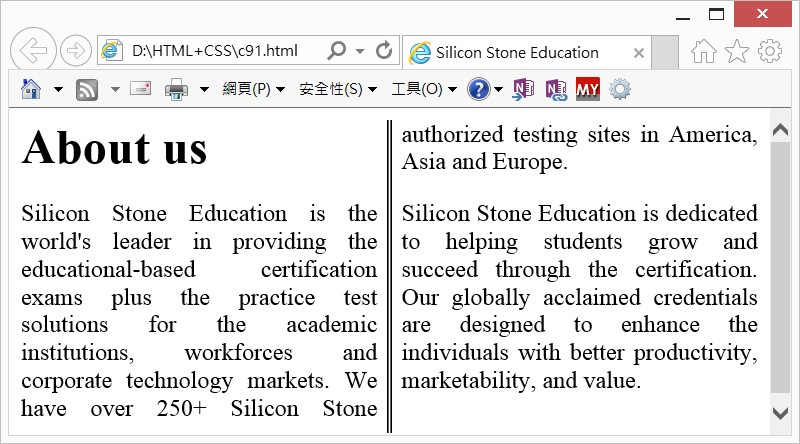 D:\HTML+CSS\c91.html
Silicon Stone Education
網頁(P)
安全性(S)
工具(O)
MY
About us
Silicon Stone Education is the
world's leader in providing the
educational-based certification
exams plus the practice test
solutions for the academic
institutions, workforces and
corporate technology markets. We
have over 250+ Silicon Stone
authorized testing sites in America,
Asia and Europe.
Silicon Stone Education is dedicated
to helping students grow and
succeed through the certification.
Our globally acclaimed credentials
are designed to enhance the
individuals with better productivity,
marketability, and value.